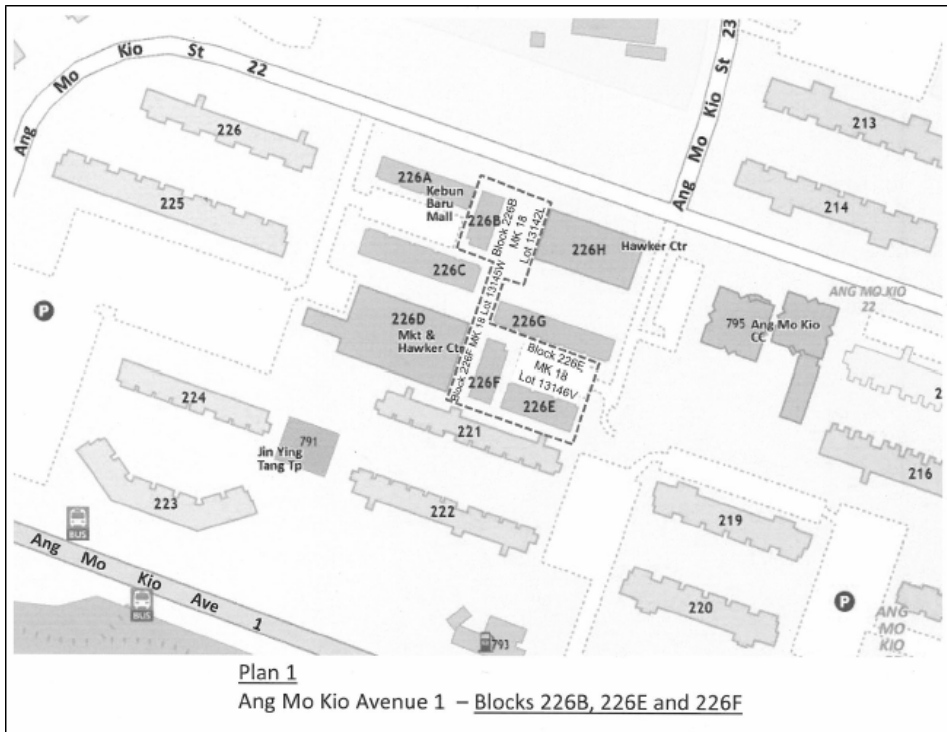 Ang Mo Kio St 22
Ang Mo Kio St 23
226
225
213
214
226A
Kebun
Baru
Mall
226B
Block 226B
MK 18
Lot 13142L
226H
Hawker Ctr
226C
Block 226F MK 18 Lot 13145W
226D
Mkt &
Hawker Ctr
226G
Block 226E
MK 18
Lot 13146V
226F
226E
795
Ang Mo Kio
CC
ANG MO KIO
22
P
224
791
Jin Ying
Tang Tp
221
223
222
216
219
220
BUS
BUS
Ang Mo Kio Ave 1
793
P
ANG
MO
KIO
Plan 1
Ang Mo Kio Avenue 1 – Blocks 226B, 226E and 226F